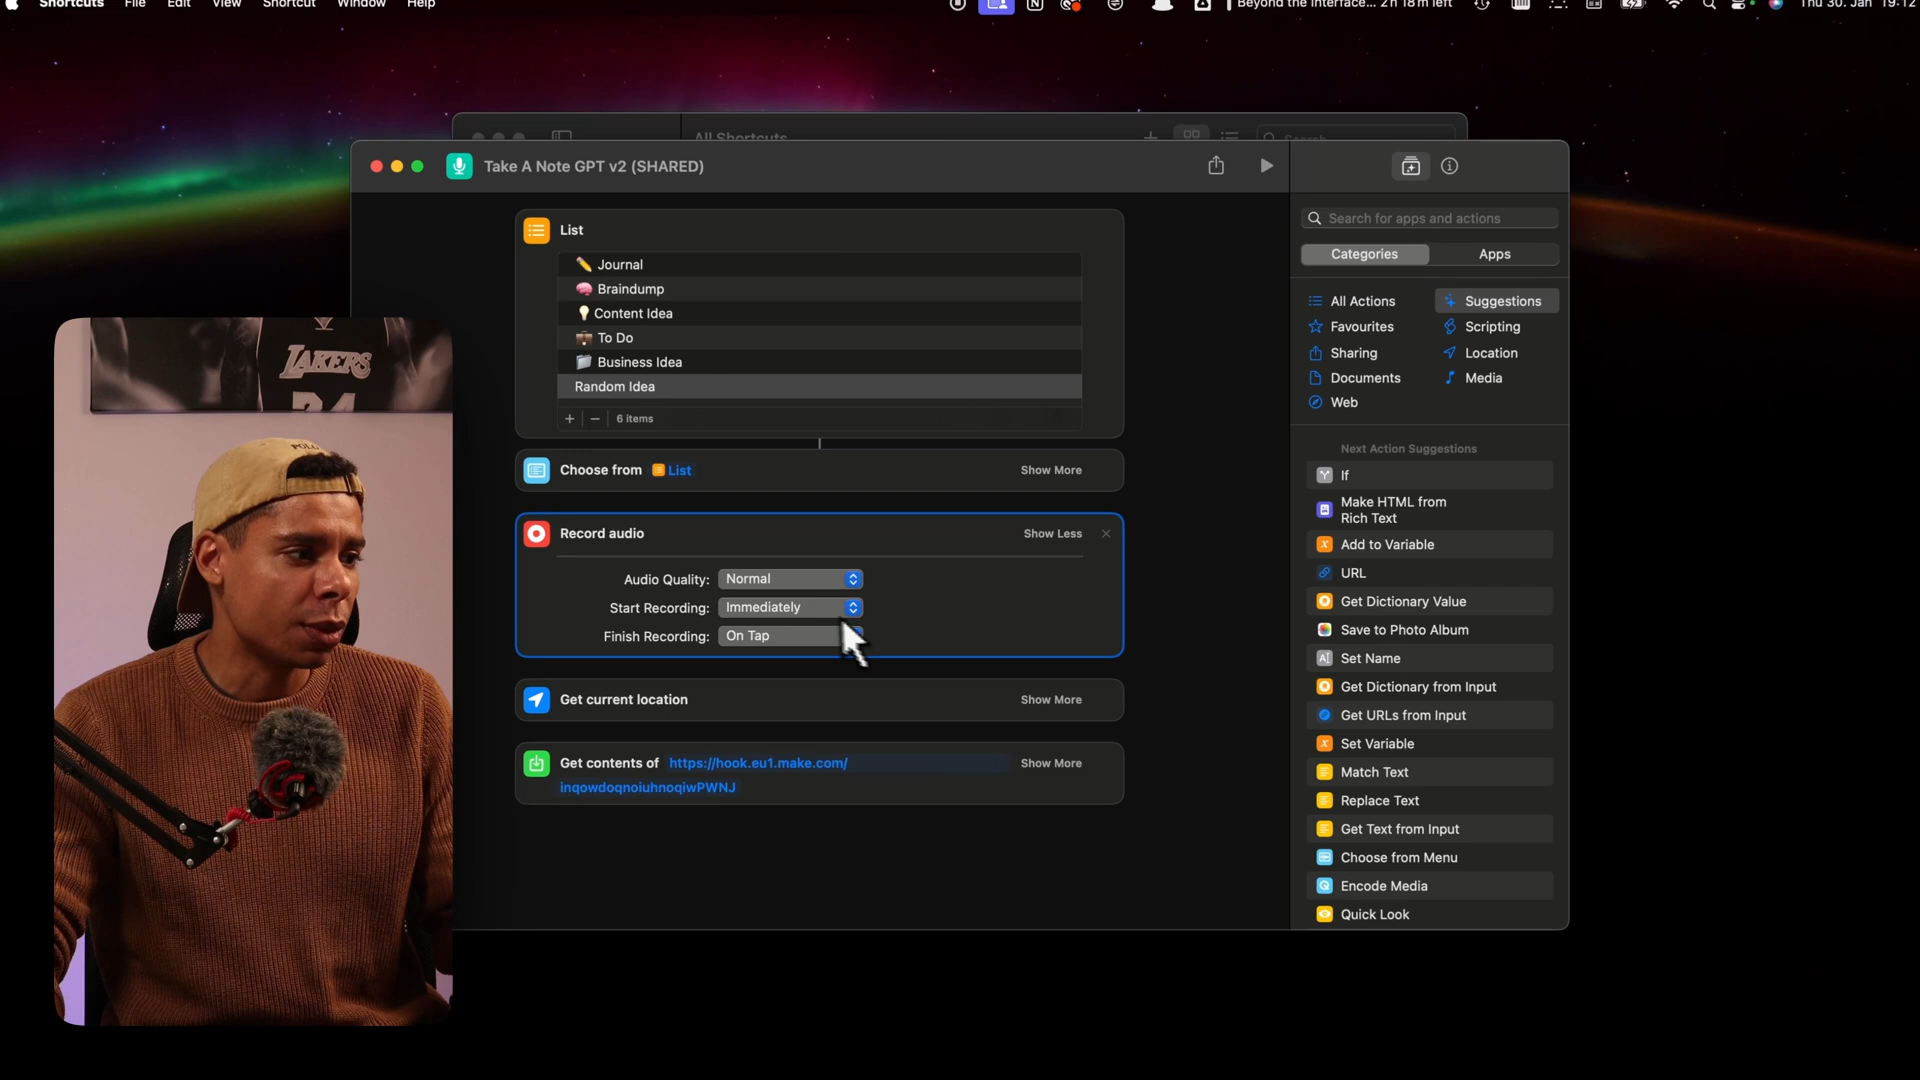 Shortcuts File Edit View Shortcut Window Help
Beyond the Interface... 2h 18m left
Thu 30. Jan 19:12
All Shortcuts
Search
Take A Note GPT v2 (SHARED)
List
✏️ Journal
🧠 Braindump
💡 Content Idea
💼 To Do
📁 Business Idea
Random Idea
+ − 6 items
Choose from List
Show More
Record audio
Show Less
Audio Quality: Normal
Start Recording: Immediately
Finish Recording: On Tap
Get current location
Show More
Get contents of https://hook.eu1.make.com/
inqowdoqnoiuhnoqiwPWNJ
Show More
Search for apps and actions
Categories Apps
All Actions Suggestions
Favourites Scripting
Sharing Location
Documents Media
Web
Next Action Suggestions
If
Make HTML from
Rich Text
Add to Variable
URL
Get Dictionary Value
Save to Photo Album
Set Name
Get Dictionary from Input
Get URLs from Input
Set Variable
Match Text
Replace Text
Get Text from Input
Choose from Menu
Encode Media
Quick Look
LAKERS
24
POLO